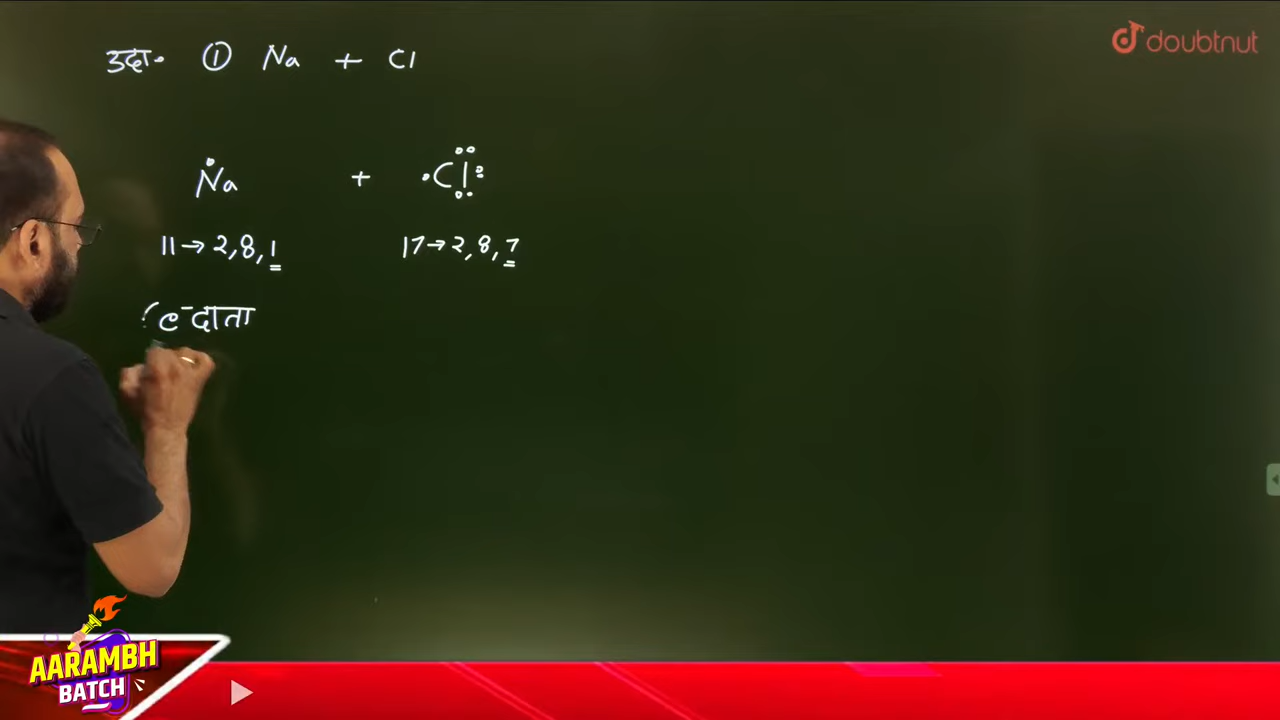 उदा. ① Na + Cl
doubtnut
Na + Cl
11→2,8,1 17→2,8,7
(e⁻दाता
AARAMBH
BATCH